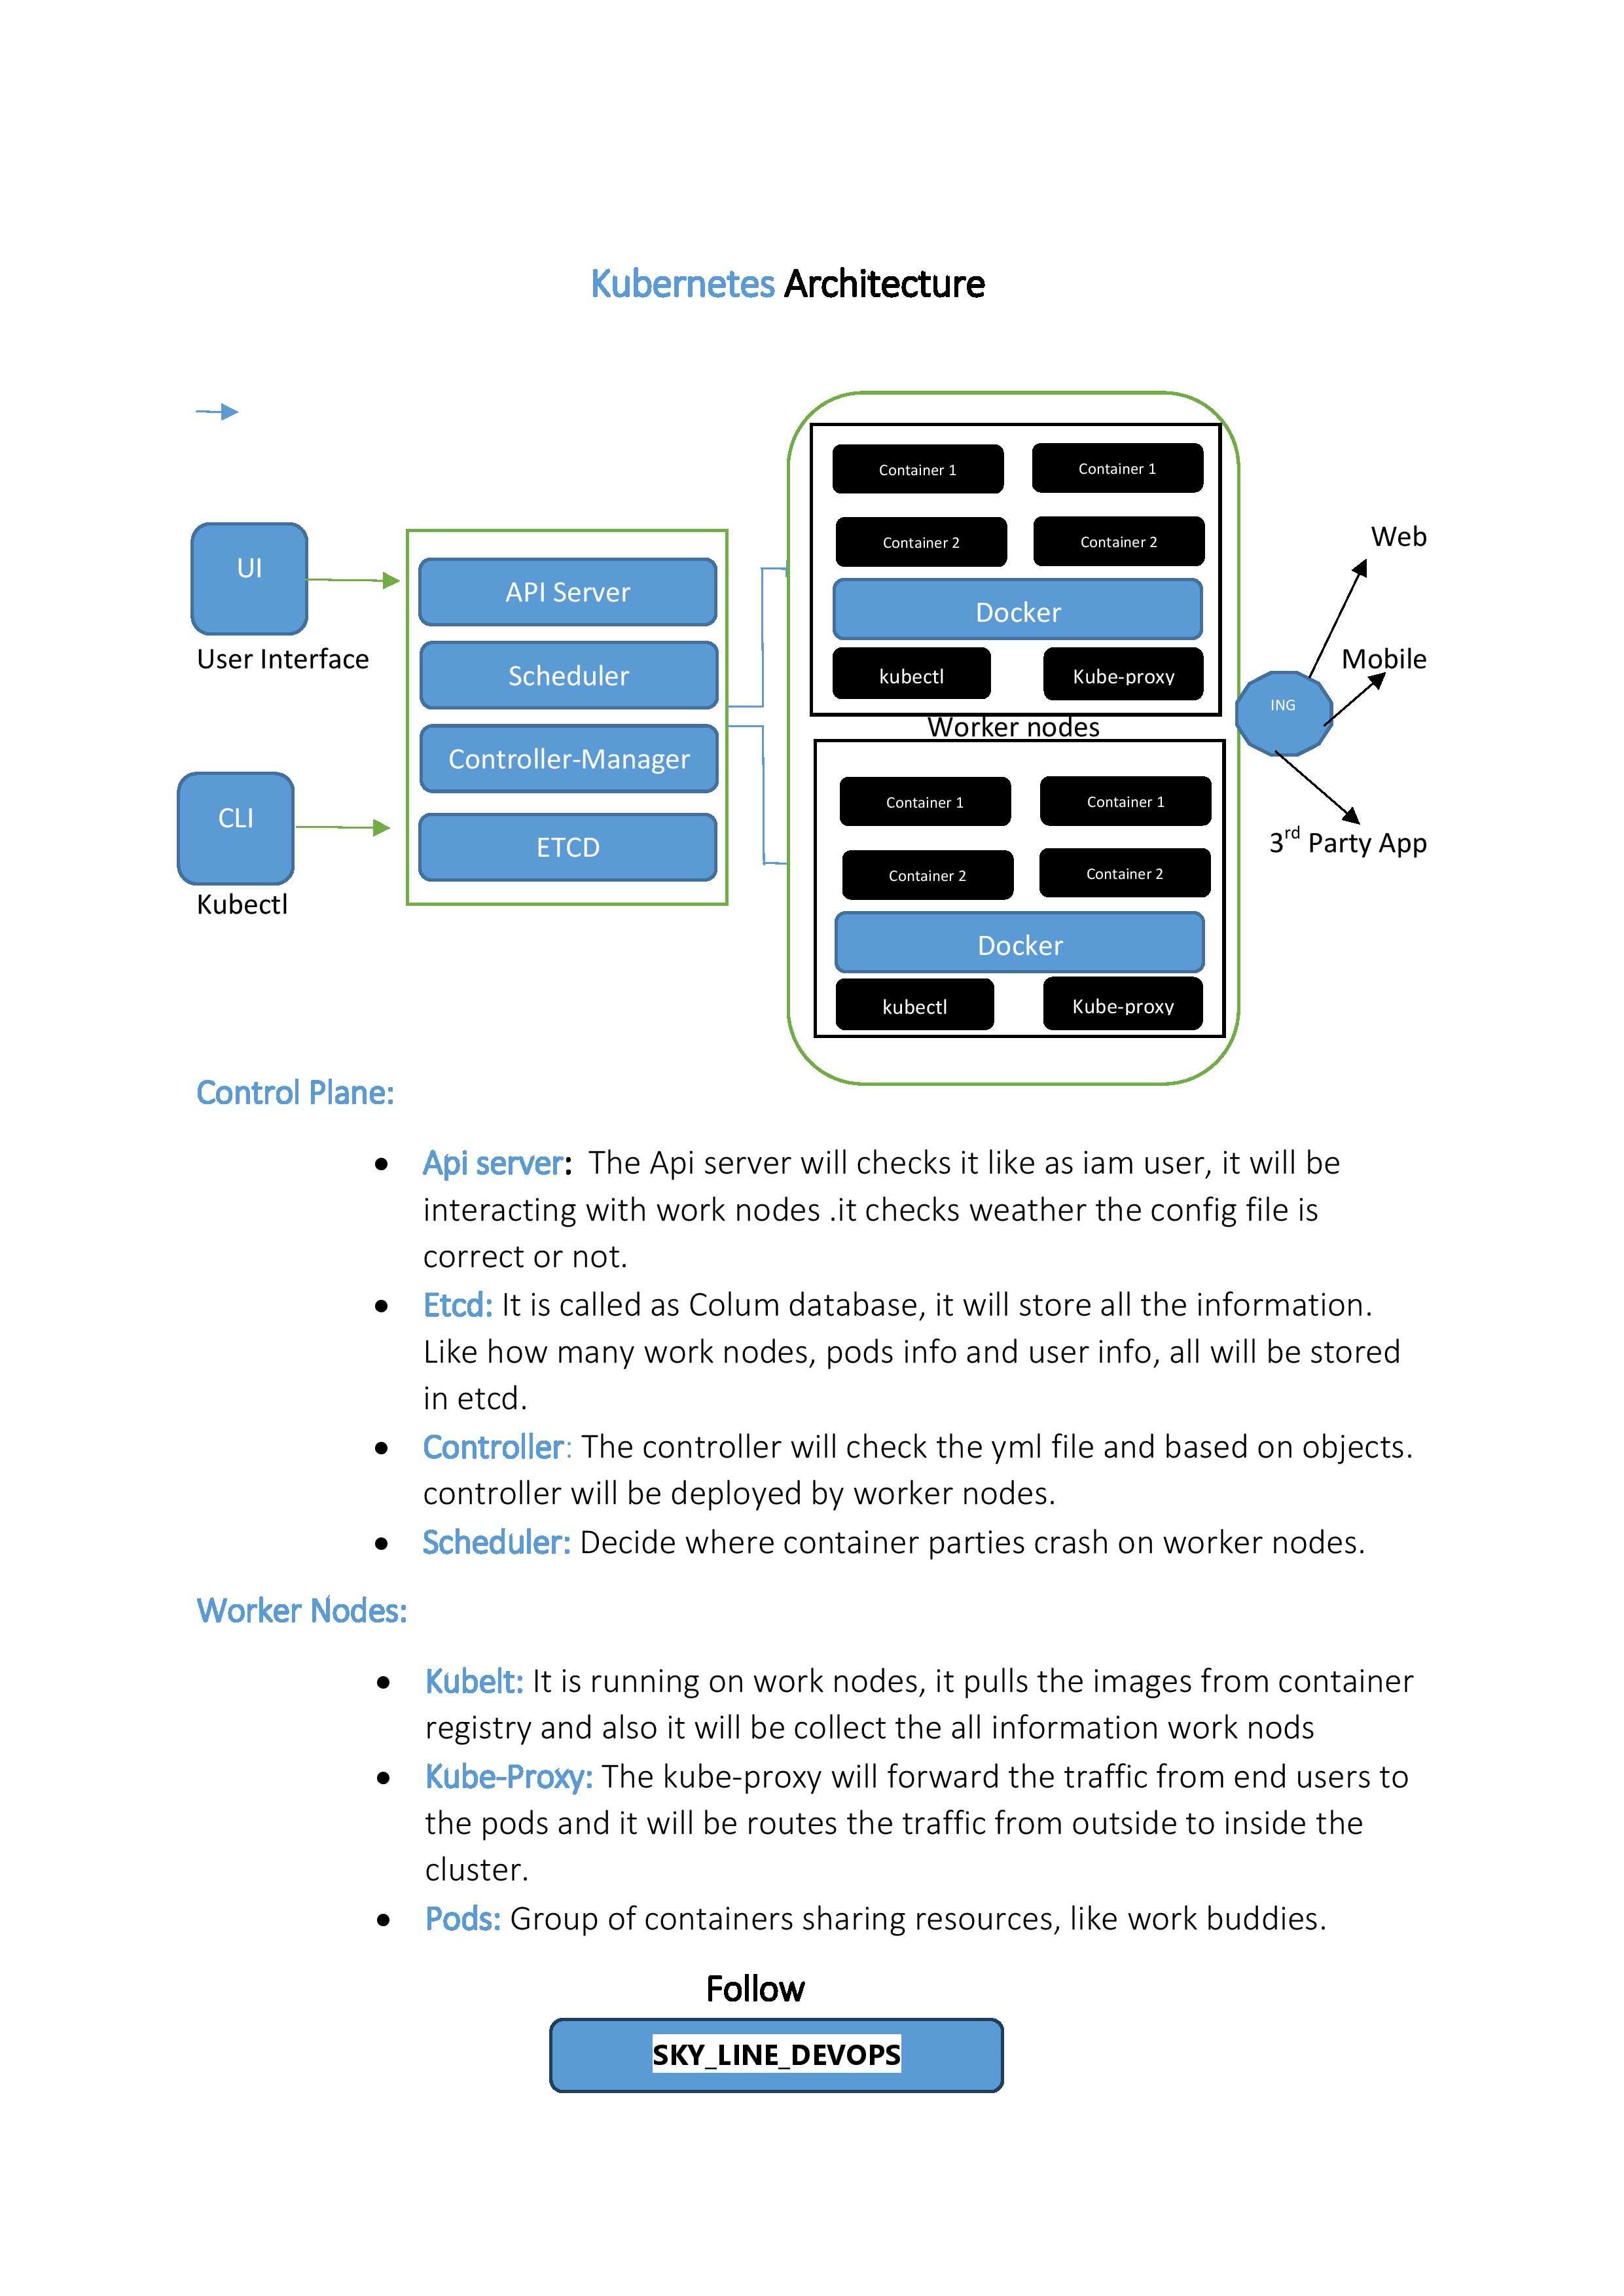 Kubernetes Architecture
UI
User Interface
CLI
Kubectl
API Server
Scheduler
Controller-Manager
ETCD
Container 1
Container 1
Container 2
Container 2
Docker
kubectl
Kube-proxy
Worker nodes
Container 1
Container 1
Container 2
Container 2
Docker
kubectl
Kube-proxy
ING
Web
Mobile
3rd Party App
Control Plane:
• Api server: The Api server will checks it like as iam user, it will be
interacting with work nodes .it checks weather the config file is
correct or not.
• Etcd: It is called as Colum database, it will store all the information.
Like how many work nodes, pods info and user info, all will be stored
in etcd.
• Controller: The controller will check the yml file and based on objects.
controller will be deployed by worker nodes.
• Scheduler: Decide where container parties crash on worker nodes.
Worker Nodes:
• Kubelt: It is running on work nodes, it pulls the images from container
registry and also it will be collect the all information work nods
• Kube-Proxy: The kube-proxy will forward the traffic from end users to
the pods and it will be routes the traffic from outside to inside the
cluster.
• Pods: Group of containers sharing resources, like work buddies.
Follow
SKY_LINE_DEVOPS